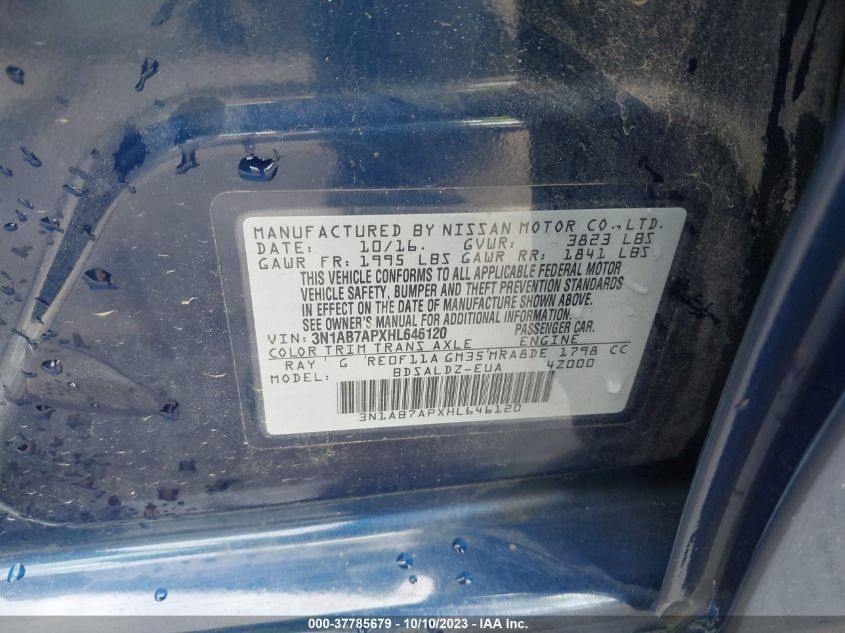 MANUFACTURED BY NISSAN MOTOR CO.,LTD.
DATE: 10/16. GVWR: 3823 LBS
GAWR FR: 1995 LBS GAWR RR: 1841 LBS
THIS VEHICLE CONFORMS TO ALL APPLICABLE FEDERAL MOTOR
VEHICLE SAFETY, BUMPER AND THEFT PREVENTION STANDARDS
IN EFFECT ON THE DATE OF MANUFACTURE SHOWN ABOVE.
SEE OWNER'S MANUAL FOR ADDITIONAL INFORMATION.
VIN: 3N1AB7APXHL646120 PASSENGER CAR.
COLOR TRIM TRANS AXLE ENGINE
RAY G RE0F11A GM35 MRA8DE 1798 CC
MODEL: BDSALDZ-EUA 4Z000
3N1AB7APXHL646120
000-37785679 - 10/10/2023 - IAA Inc.